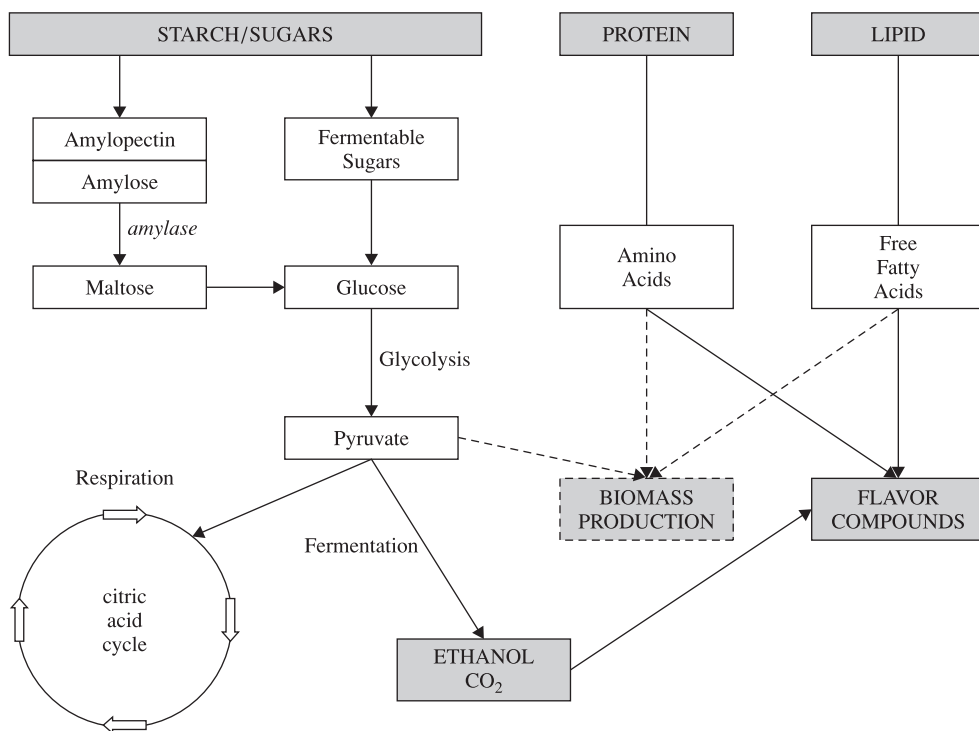 STARCH/SUGARS
PROTEIN
LIPID
Amylopectin
Amylose
Fermentable
Sugars
amylase
Amino
Acids
Free
Fatty
Acids
Maltose
Glucose
Glycolysis
Pyruvate
Respiration
BIOMASS
PRODUCTION
FLAVOR
COMPOUNDS
Fermentation
citric
acid
cycle
ETHANOL
CO₂